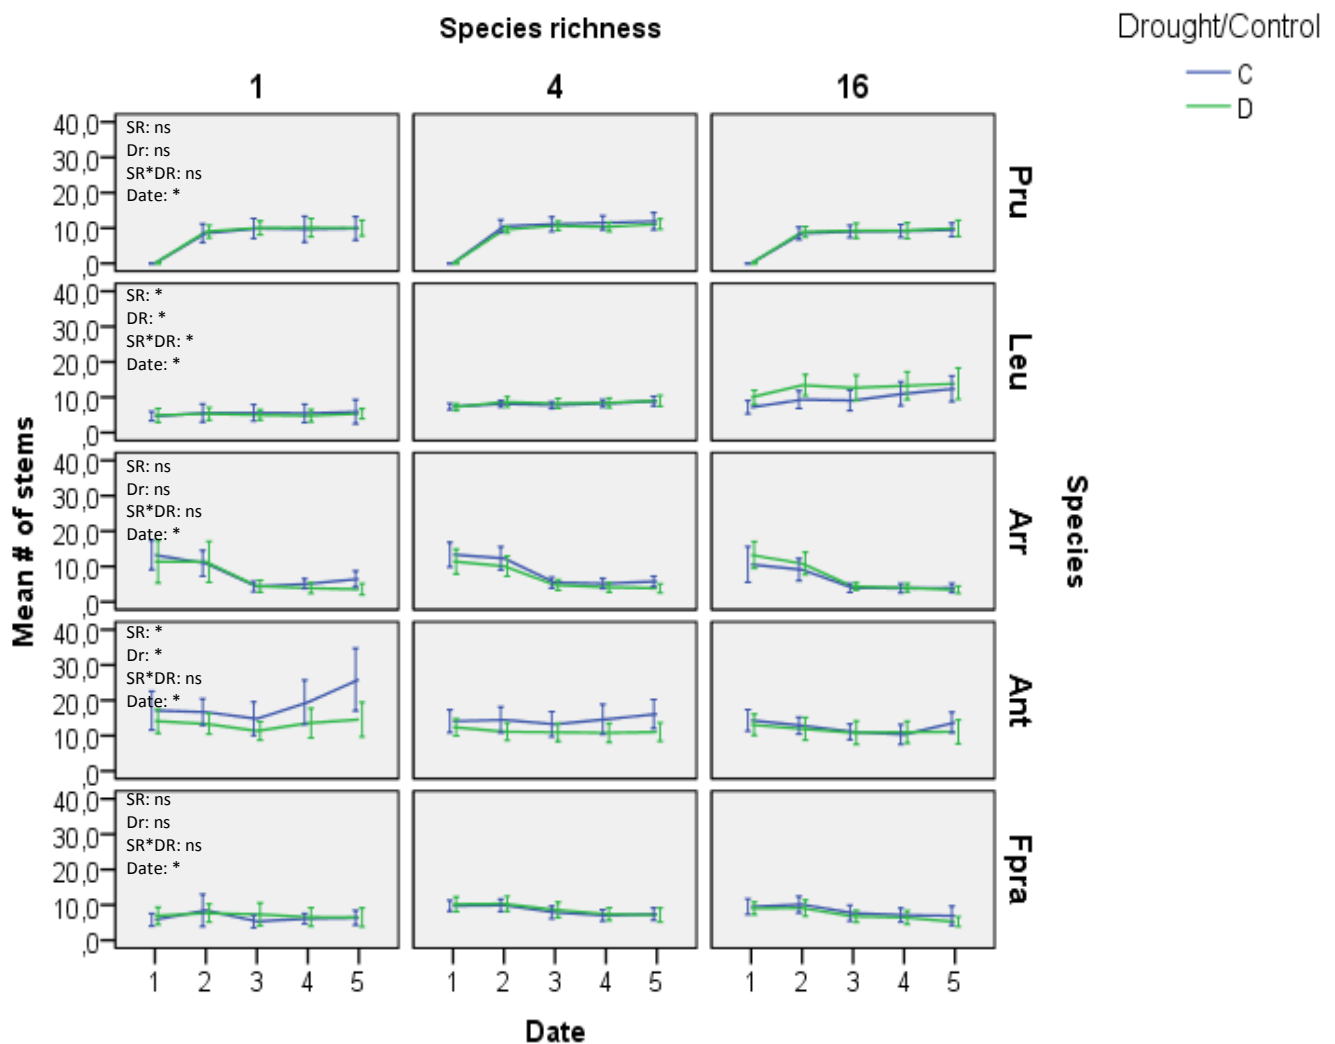 Species richness
Drought/Control
C
D
1 4 16
40,0
30,0
20,0
10,0
,0
SR: ns
Dr: ns
SR*DR: ns
Date: *
Pru
40,0
30,0
20,0
10,0
,0
SR: *
DR: *
SR*DR: *
Date: *
Leu
40,0
30,0
20,0
10,0
,0
SR: ns
Dr: ns
SR*DR: ns
Date: *
Arr
40,0
30,0
20,0
10,0
,0
SR: *
Dr: *
SR*DR: ns
Date: *
Ant
40,0
30,0
20,0
10,0
,0
SR: ns
Dr: ns
SR*DR: ns
Date: *
Fpra
Mean # of stems
Species
1 2 3 4 5 1 2 3 4 5 1 2 3 4 5
Date